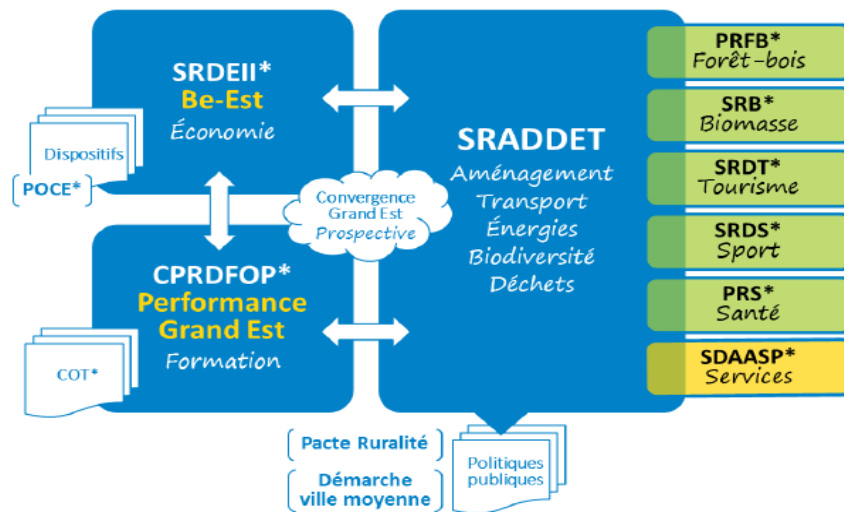 SRDEII*
Be-Est
Économie
Dispositifs
POCE*
CPRDFOP*
Performance
Grand Est
Formation
COT*
Convergence
Grand Est
Prospective
SRADDET
Aménagement
Transport
Énergies
Biodiversité
Déchets
PRFB*
Forêt-bois
SRB*
Biomasse
SRDT*
Tourisme
SRDS*
Sport
PRS*
Santé
SDAASP*
Services
Pacte Ruralité
Démarche
ville moyenne
Politiques
publiques